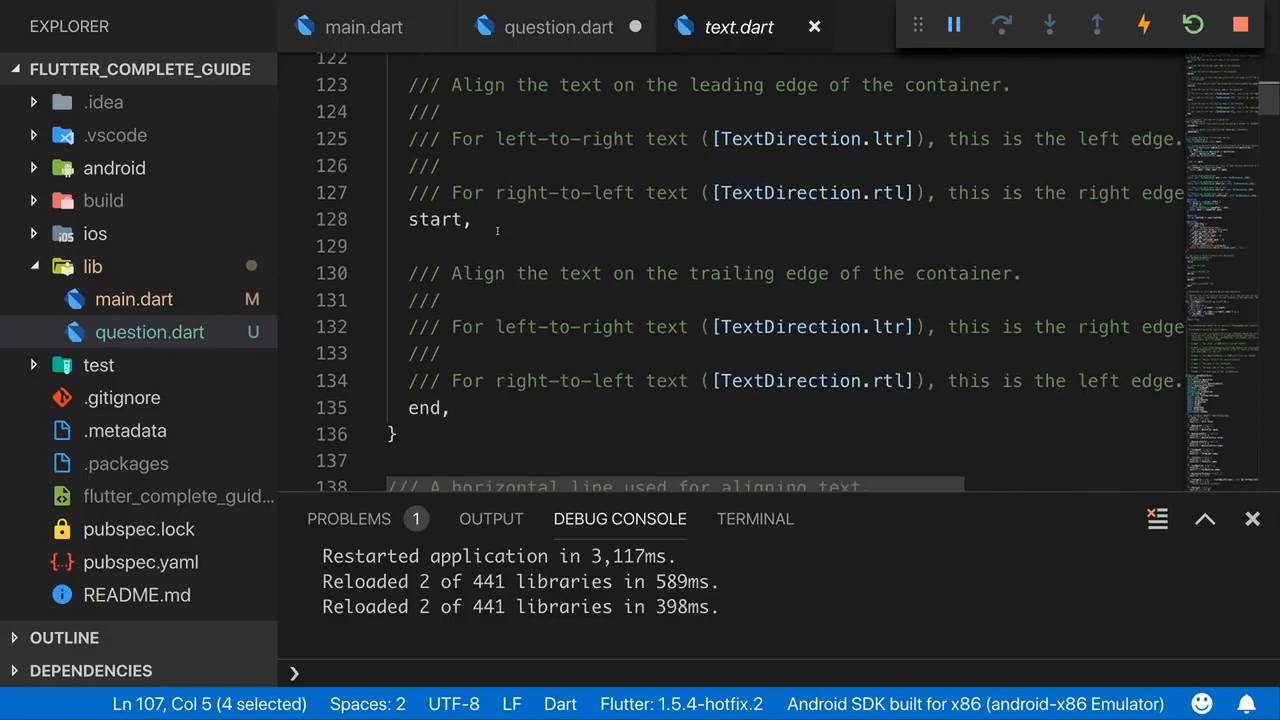 EXPLORER
main.dart
question.dart
text.dart
FLUTTER_COMPLETE_GUIDE
.idea
.vscode
android
build
ios
lib
main.dart M
question.dart U
test
.gitignore
.metadata
.packages
flutter_complete_guid...
pubspec.lock
pubspec.yaml
README.md
OUTLINE
DEPENDENCIES
122
123 /// Align the text on the leading edge of the container.
124 ///
125 /// For left-to-right text ([TextDirection.ltr]), this is the left edge.
126 ///
127 /// For right-to-left text ([TextDirection.rtl]), this is the right edge
128 start,
129
130 /// Align the text on the trailing edge of the container.
131 ///
132 /// For left-to-right text ([TextDirection.ltr]), this is the right edge
133 ///
134 /// For right-to-left text ([TextDirection.rtl]), this is the left edge.
135 end,
136 }
137
138 /// A horizontal line used for aligning text.
PROBLEMS 1 OUTPUT DEBUG CONSOLE TERMINAL
Restarted application in 3,117ms.
Reloaded 2 of 441 libraries in 589ms.
Reloaded 2 of 441 libraries in 398ms.
Ln 107, Col 5 (4 selected) Spaces: 2 UTF-8 LF Dart Flutter: 1.5.4-hotfix.2 Android SDK built for x86 (android-x86 Emulator)